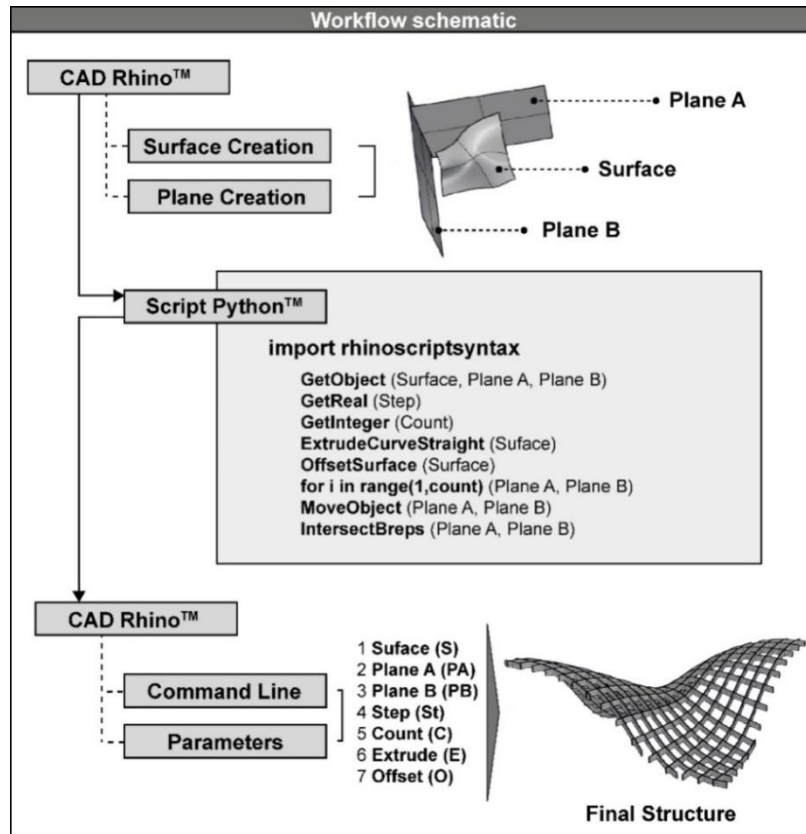 Workflow schematic
CAD Rhino™
Surface Creation
Plane Creation
Plane A
Surface
Plane B
Script Python™
import rhinoscriptsyntax
GetObject (Surface, Plane A, Plane B)
GetReal (Step)
GetInteger (Count)
ExtrudeCurveStraight (Suface)
OffsetSurface (Surface)
for i in range(1,count) (Plane A, Plane B)
MoveObject (Plane A, Plane B)
IntersectBreps (Plane A, Plane B)
CAD Rhino™
Command Line
Parameters
1 Suface (S)
2 Plane A (PA)
3 Plane B (PB)
4 Step (St)
5 Count (C)
6 Extrude (E)
7 Offset (O)
Final Structure